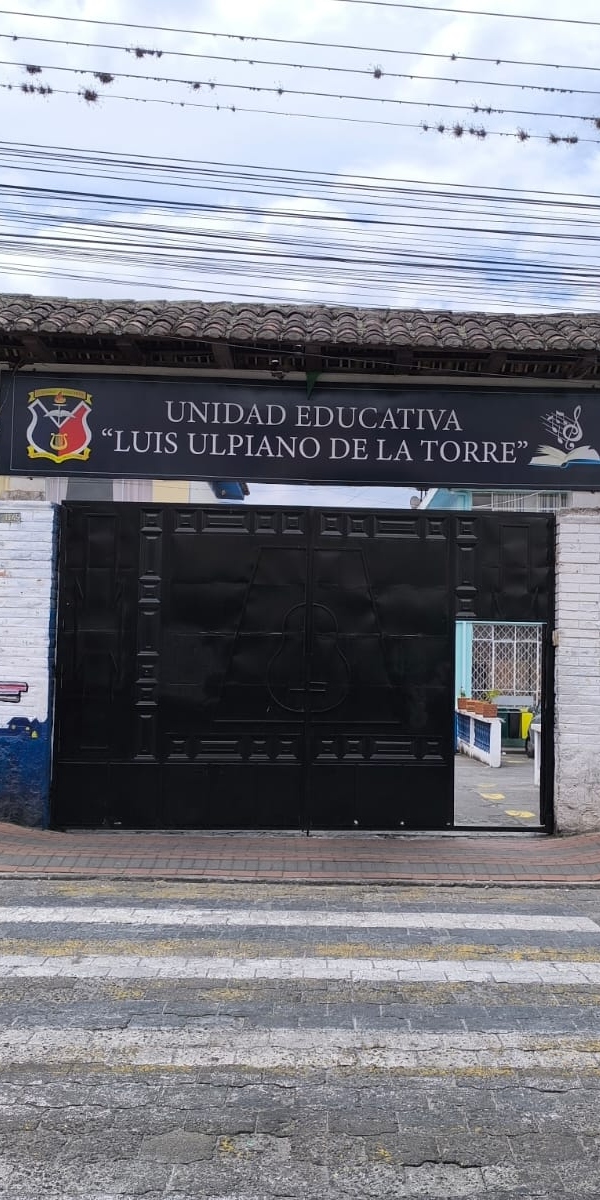 UNIDAD EDUCATIVA
“LUIS ULPIANO DE LA TORRE”